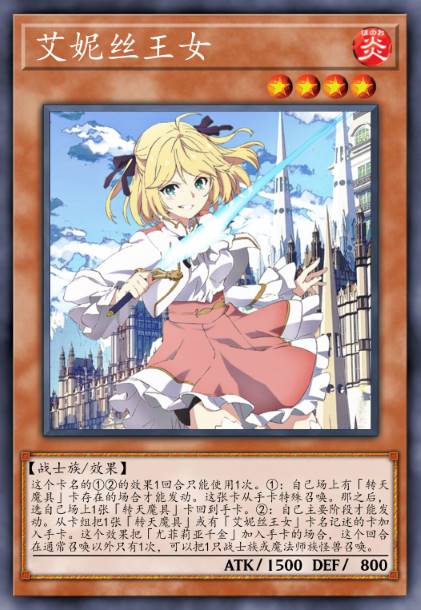 艾妮丝王女
ほのお
炎
【战士族/效果】
这个卡名的①②的效果1回合只能使用1次。①：自己场上有「转天
魔具」卡存在的场合才能发动。这张卡从手卡特殊召唤。那之后，
选自己场上1张「转天魔具」卡回到手卡。②：自己主要阶段才能发
动。从卡组把1张「转天魔具」或有「艾妮丝王女」卡名记述的卡加
入手卡。这个效果把「尤菲莉亚千金」加入手卡的场合，这个回合
在通常召唤以外只有1次，可以把1只战士族或魔法师族怪兽召唤。
ATK/1500 DEF/ 800